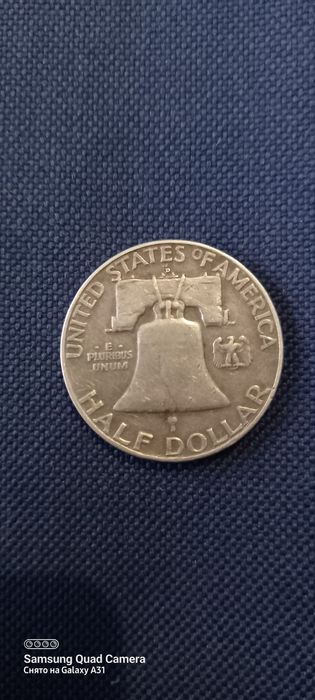 UNITED STATES OF AMERICA
D
· E ·
PLURIBUS
UNUM
HALF DOLLAR
Samsung Quad Camera
Снято на Galaxy A31